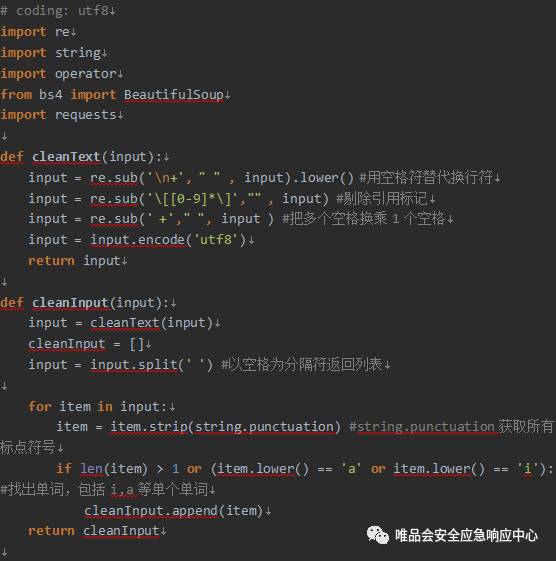 # coding: utf8↓
import re↓
import string↓
import operator↓
from bs4 import BeautifulSoup↓
import requests↓
↓
def cleanText(input):↓
input = re.sub('\n+', " " , input).lower() #用空格符替代换行符↓
input = re.sub('\[[0-9]*\]',"" , input) #剔除引用标记↓
input = re.sub(' +'," ", input ) #把多个空格换乘 1 个空格↓
input = input.encode('utf8')↓
return input↓
↓
def cleanInput(input):↓
input = cleanText(input)↓
cleanInput = []↓
input = input.split(' ') #以空格为分隔符返回列表↓
↓
for item in input:↓
item = item.strip(string.punctuation) #string.punctuation 获取所有
标点符号↓
if len(item) > 1 or (item.lower() == 'a' or item.lower() == 'i'):
#找出单词，包括 i,a 等单个单词↓
cleanInput.append(item)↓
return cleanInput↓
唯品会安全应急响应中心
↓